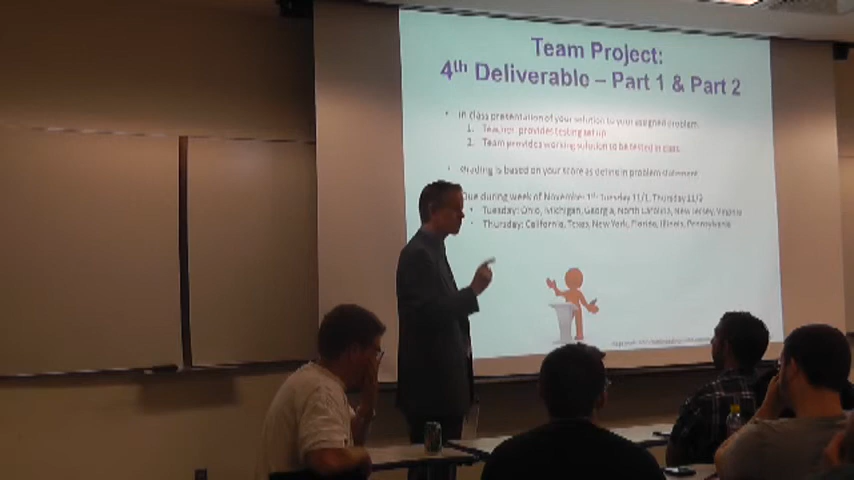 Team Project:
4th Deliverable – Part 1 & Part 2
In class presentation of your solution to your assigned problem.
1. Teacher provides testing set up
2. Team provides working solution to be tested in class.
Grading is based on your score as define in problem statement
Due during week of November 1st: Tuesday 11/1, Thursday 11/
Tuesday: Ohio, Michigan, Georgia, North Carolina, New Jersey, Virginia
Thursday: California, Texas, New York, Florida, Illinois, Pennsylvania